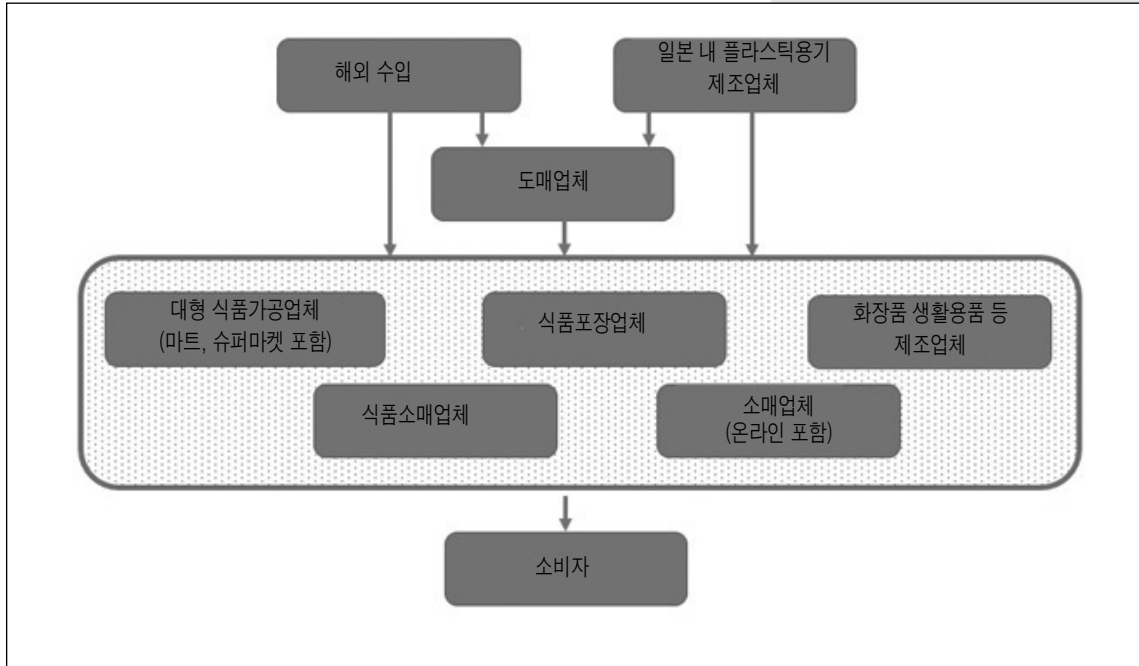 해외 수입
일본 내 플라스틱용기
제조업체
도매업체
대형 식품가공업체
(마트, 슈퍼마켓 포함)
식품포장업체
화장품 생활용품 등
제조업체
식품소매업체
소매업체
(온라인 포함)
소비자